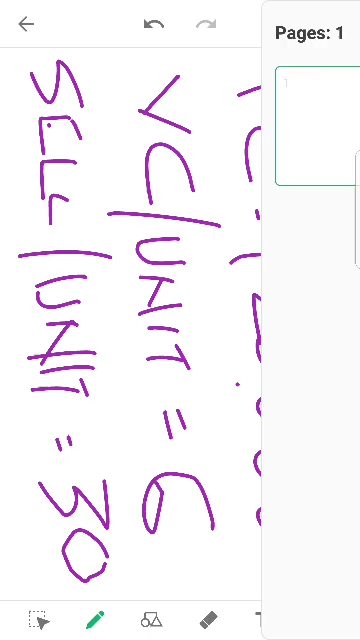 Pages: 1
VC/UNIT = 6
SELL/UNIT = 30